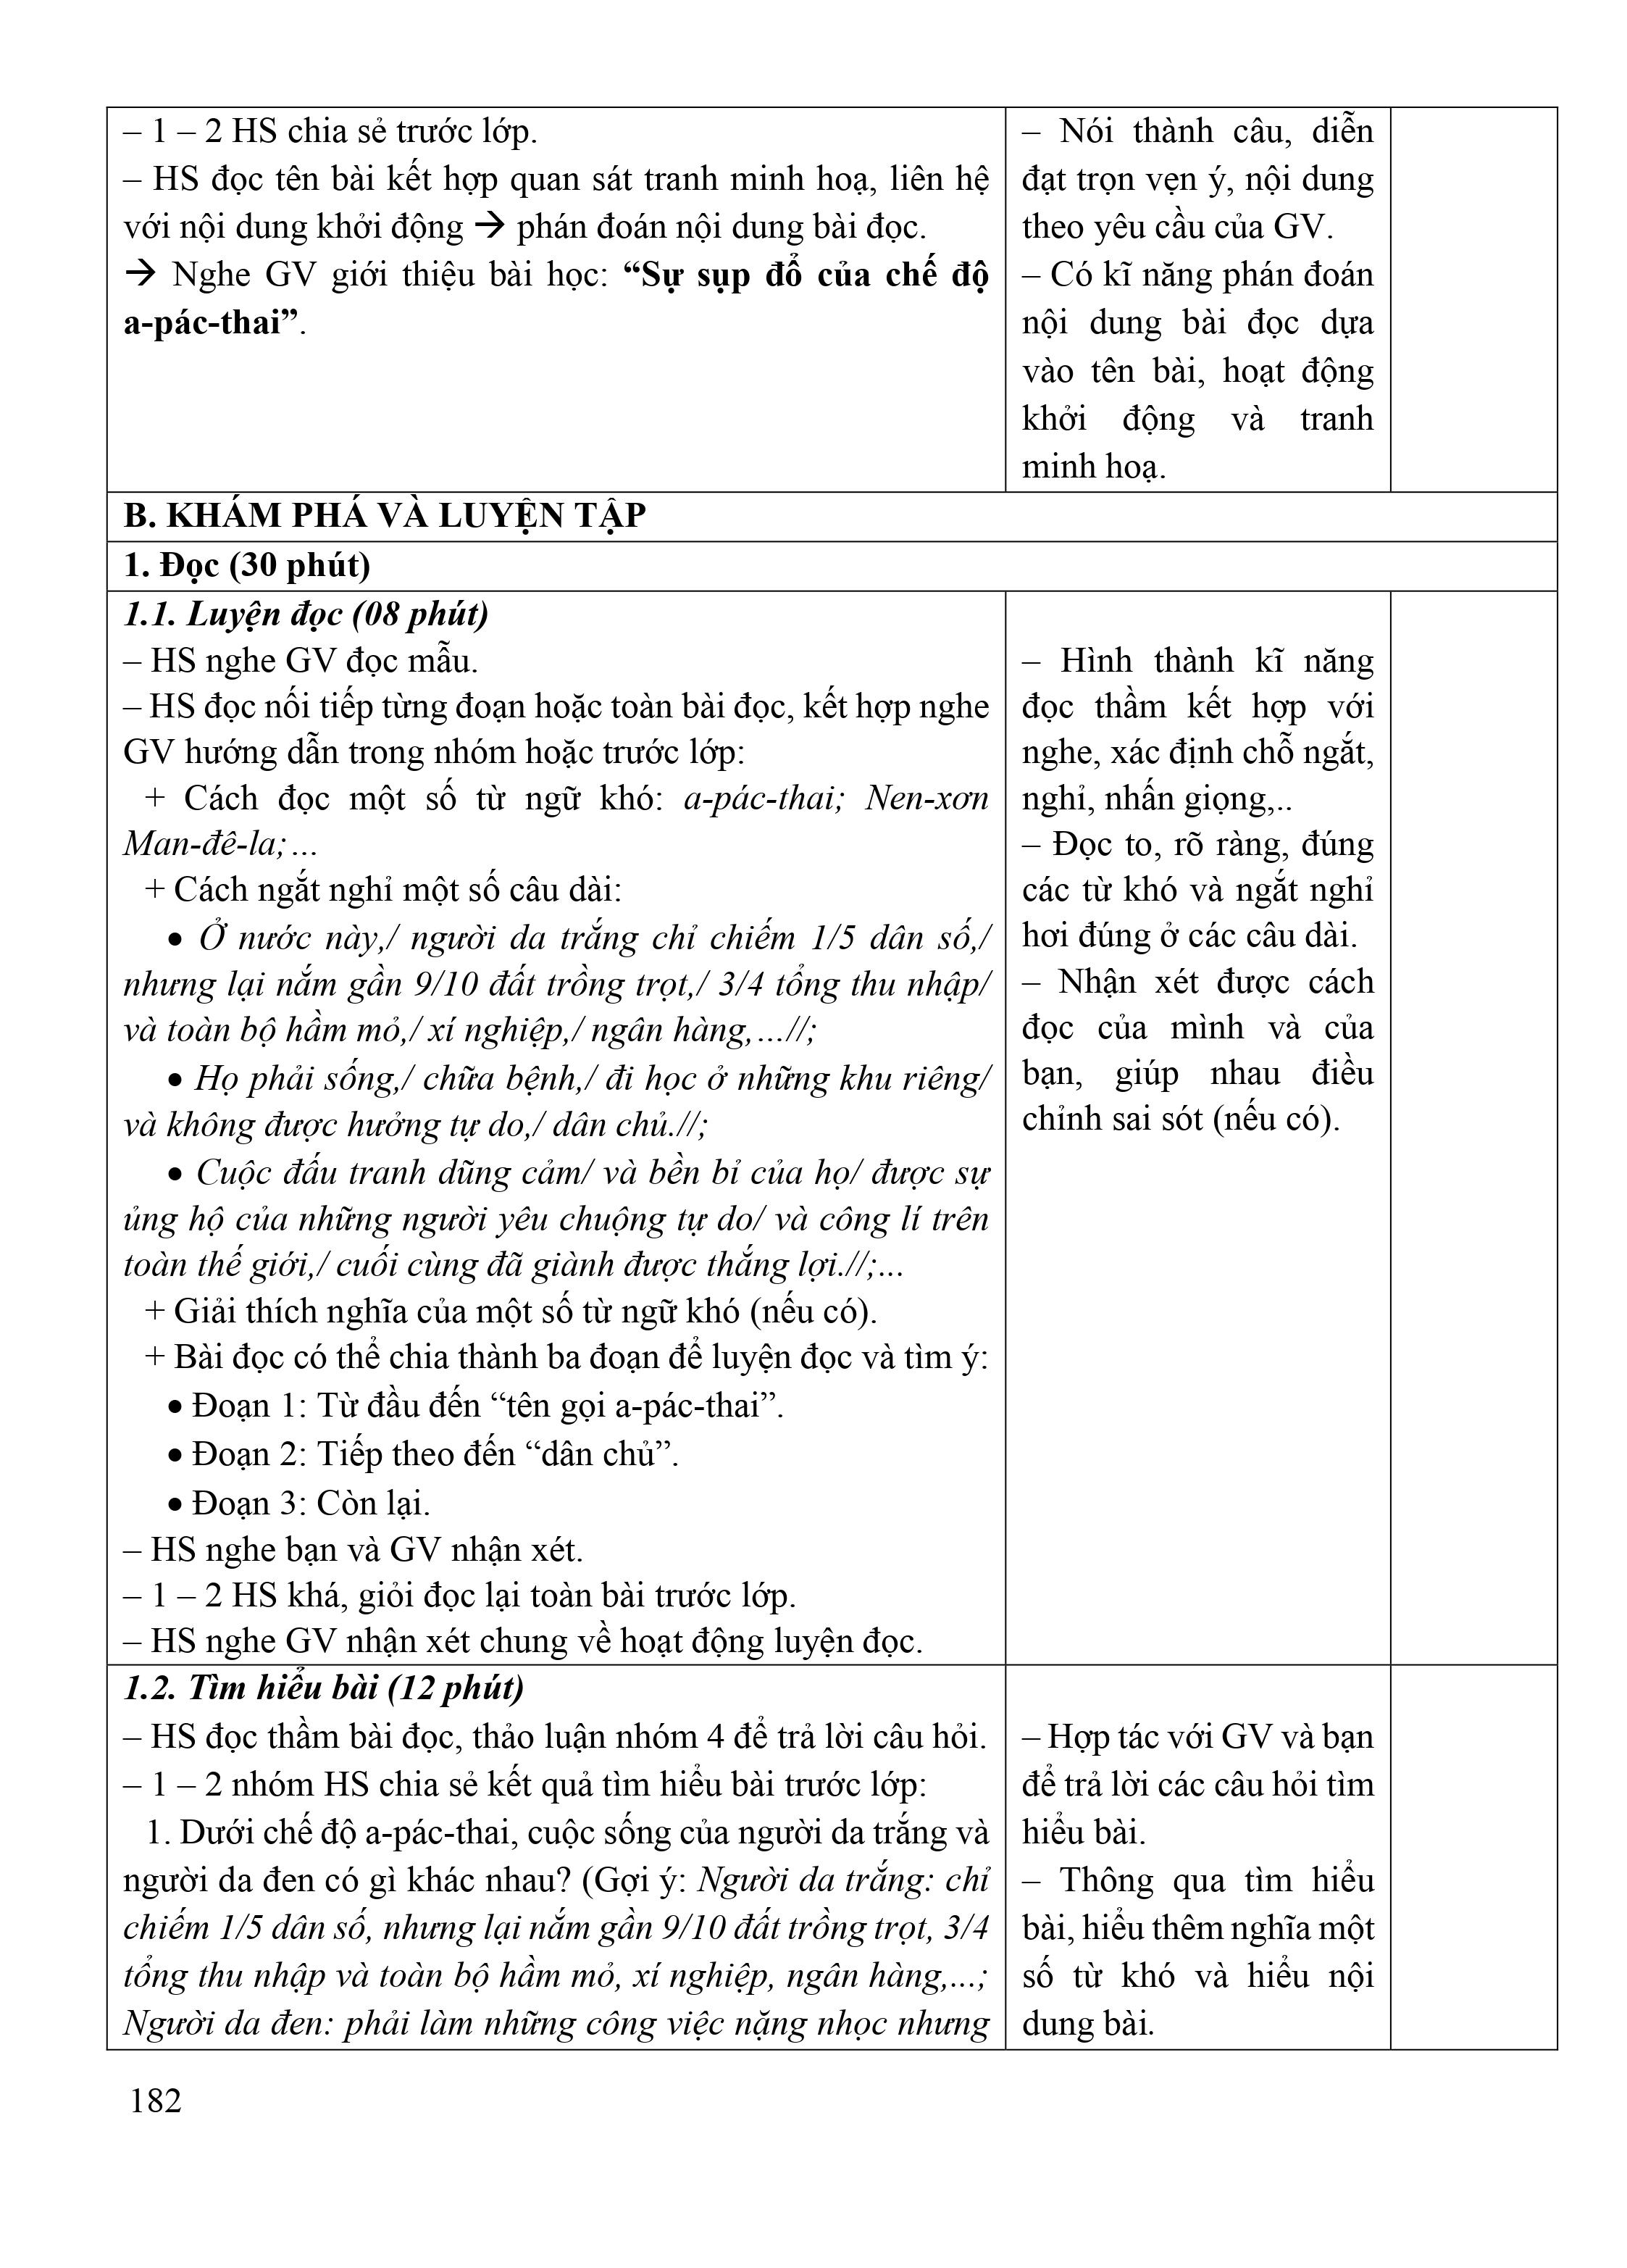 – 1 – 2 HS chia sẻ trước lớp.
– HS đọc tên bài kết hợp quan sát tranh minh hoạ, liên hệ
với nội dung khởi động → phán đoán nội dung bài đọc.
→ Nghe GV giới thiệu bài học: “Sự sụp đổ của chế độ
a-pác-thai”.
– Nói thành câu, diễn
đạt trọn vẹn ý, nội dung
theo yêu cầu của GV.
– Có kĩ năng phán đoán
nội dung bài đọc dựa
vào tên bài, hoạt động
khởi động và tranh
minh hoạ.
B. KHÁM PHÁ VÀ LUYỆN TẬP
1. Đọc (30 phút)
1.1. Luyện đọc (08 phút)
– HS nghe GV đọc mẫu.
– HS đọc nối tiếp từng đoạn hoặc toàn bài đọc, kết hợp nghe
GV hướng dẫn trong nhóm hoặc trước lớp:
+ Cách đọc một số từ ngữ khó: a-pác-thai; Nen-xơn
Man-đê-la;…
+ Cách ngắt nghỉ một số câu dài:
• Ở nước này,/ người da trắng chỉ chiếm 1/5 dân số,/
nhưng lại nắm gần 9/10 đất trồng trọt,/ 3/4 tổng thu nhập/
và toàn bộ hầm mỏ,/ xí nghiệp,/ ngân hàng,…//;
• Họ phải sống,/ chữa bệnh,/ đi học ở những khu riêng/
và không được hưởng tự do,/ dân chủ.//;
• Cuộc đấu tranh dũng cảm/ và bền bỉ của họ/ được sự
ủng hộ của những người yêu chuộng tự do/ và công lí trên
toàn thế giới,/ cuối cùng đã giành được thắng lợi.//;...
+ Giải thích nghĩa của một số từ ngữ khó (nếu có).
+ Bài đọc có thể chia thành ba đoạn để luyện đọc và tìm ý:
• Đoạn 1: Từ đầu đến “tên gọi a-pác-thai”.
• Đoạn 2: Tiếp theo đến “dân chủ”.
• Đoạn 3: Còn lại.
– HS nghe bạn và GV nhận xét.
– 1 – 2 HS khá, giỏi đọc lại toàn bài trước lớp.
– HS nghe GV nhận xét chung về hoạt động luyện đọc.
– Hình thành kĩ năng
đọc thầm kết hợp với
nghe, xác định chỗ ngắt,
nghỉ, nhấn giọng,..
– Đọc to, rõ ràng, đúng
các từ khó và ngắt nghỉ
hơi đúng ở các câu dài.
– Nhận xét được cách
đọc của mình và của
bạn, giúp nhau điều
chỉnh sai sót (nếu có).
1.2. Tìm hiểu bài (12 phút)
– HS đọc thầm bài đọc, thảo luận nhóm 4 để trả lời câu hỏi.
– 1 – 2 nhóm HS chia sẻ kết quả tìm hiểu bài trước lớp:
1. Dưới chế độ a-pác-thai, cuộc sống của người da trắng và
người da đen có gì khác nhau? (Gợi ý: Người da trắng: chỉ
chiếm 1/5 dân số, nhưng lại nắm gần 9/10 đất trồng trọt, 3/4
tổng thu nhập và toàn bộ hầm mỏ, xí nghiệp, ngân hàng,...;
Người da đen: phải làm những công việc nặng nhọc nhưng
– Hợp tác với GV và bạn
để trả lời các câu hỏi tìm
hiểu bài.
– Thông qua tìm hiểu
bài, hiểu thêm nghĩa một
số từ khó và hiểu nội
dung bài.
182